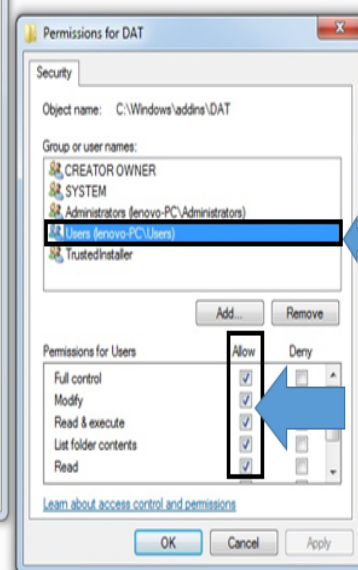 Permissions for DAT
Security
Object name: C:\Windows\addins\DAT
Group or user names:
CREATOR OWNER
SYSTEM
Administrators (lenovo-PC\Administrators)
Users (lenovo-PC\Users)
TrustedInstaller
Add... Remove
Permissions for Users Allow Deny
Full control
Modify
Read & execute
List folder contents
Read
Learn about access control and permissions
OK Cancel Apply